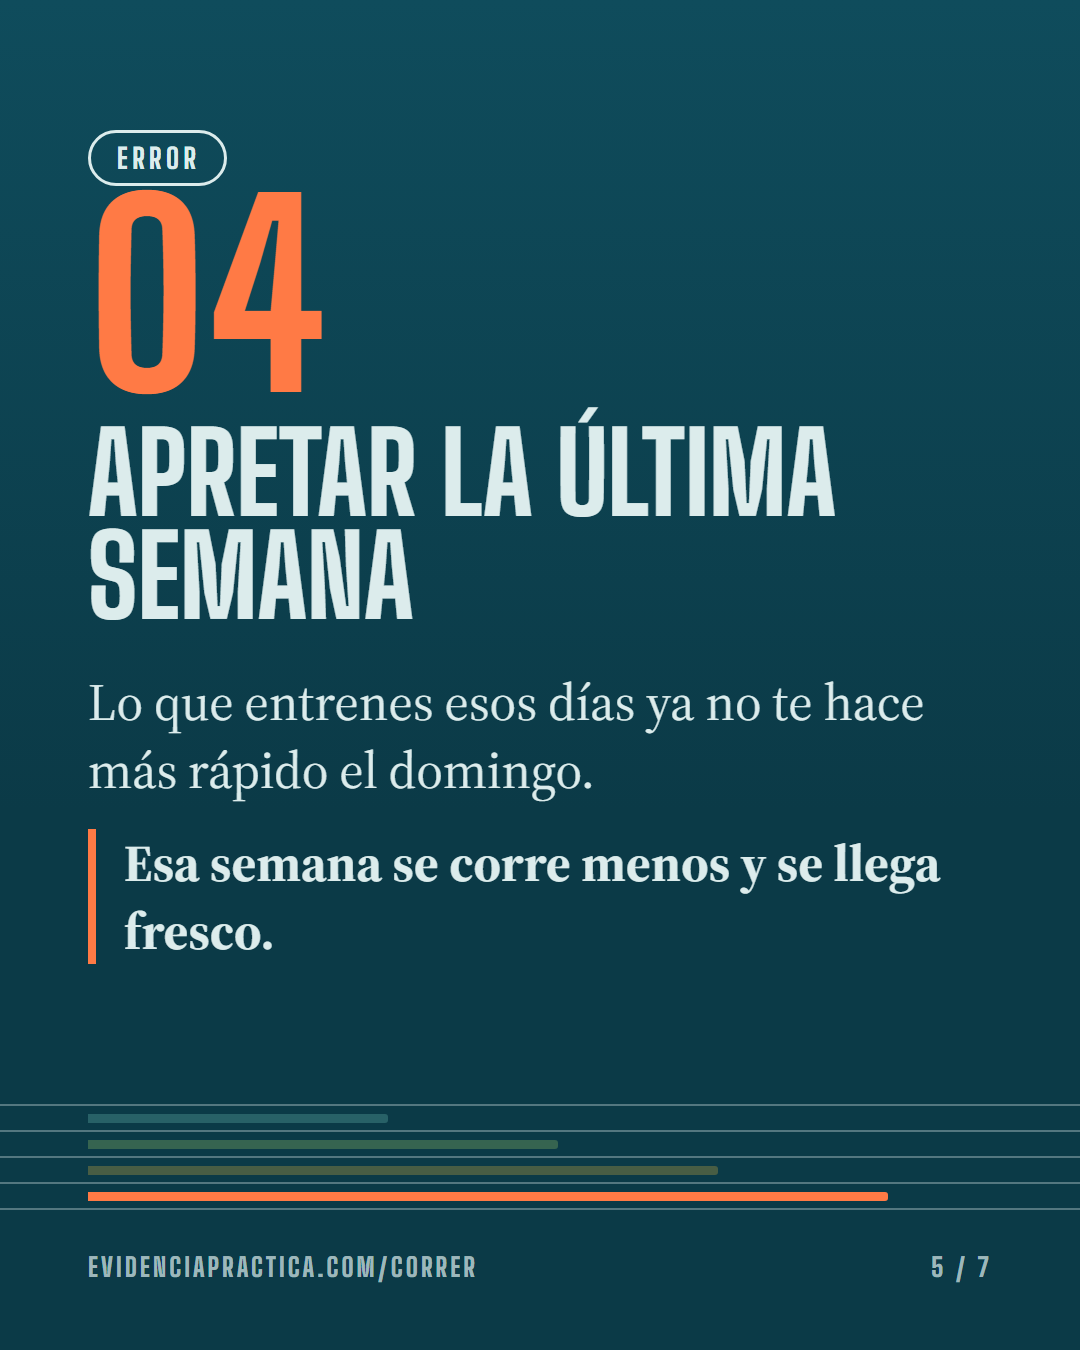 ERROR
04
APRETAR LA ÚLTIMA
SEMANA
Lo que entrenes esos días ya no te hace
más rápido el domingo.
Esa semana se corre menos y se llega
fresco.
EVIDENCIAPRACTICA.COM/CORRER
5 / 7